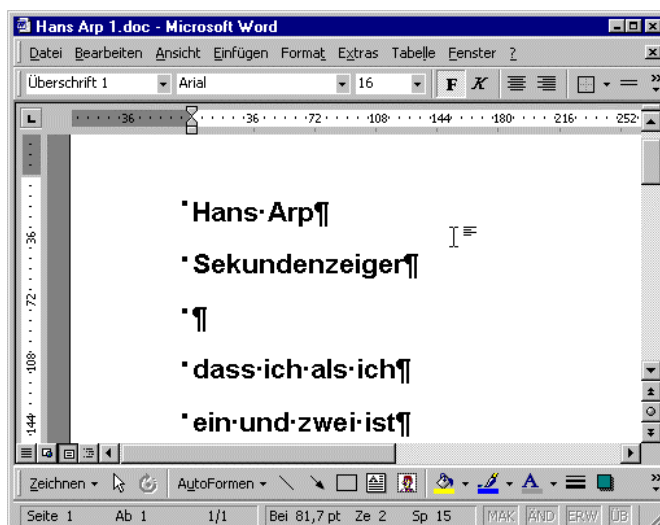 Hans Arp 1.doc - Microsoft Word
Datei Bearbeiten Ansicht Einfügen Format Extras Tabelle Fenster ?
Überschrift 1 Arial 16 F K
L 36 36 72 108 144 180 216 252
Hans·Arp¶
36
Sekundenzeiger¶
72
¶
108
dass·ich·als·ich¶
144
ein·und·zwei·ist¶
Zeichnen AutoFormen A
Seite 1 Ab 1 1/1 Bei 81,7 pt Ze 2 Sp 15 MAK ÄND ERW ÜB